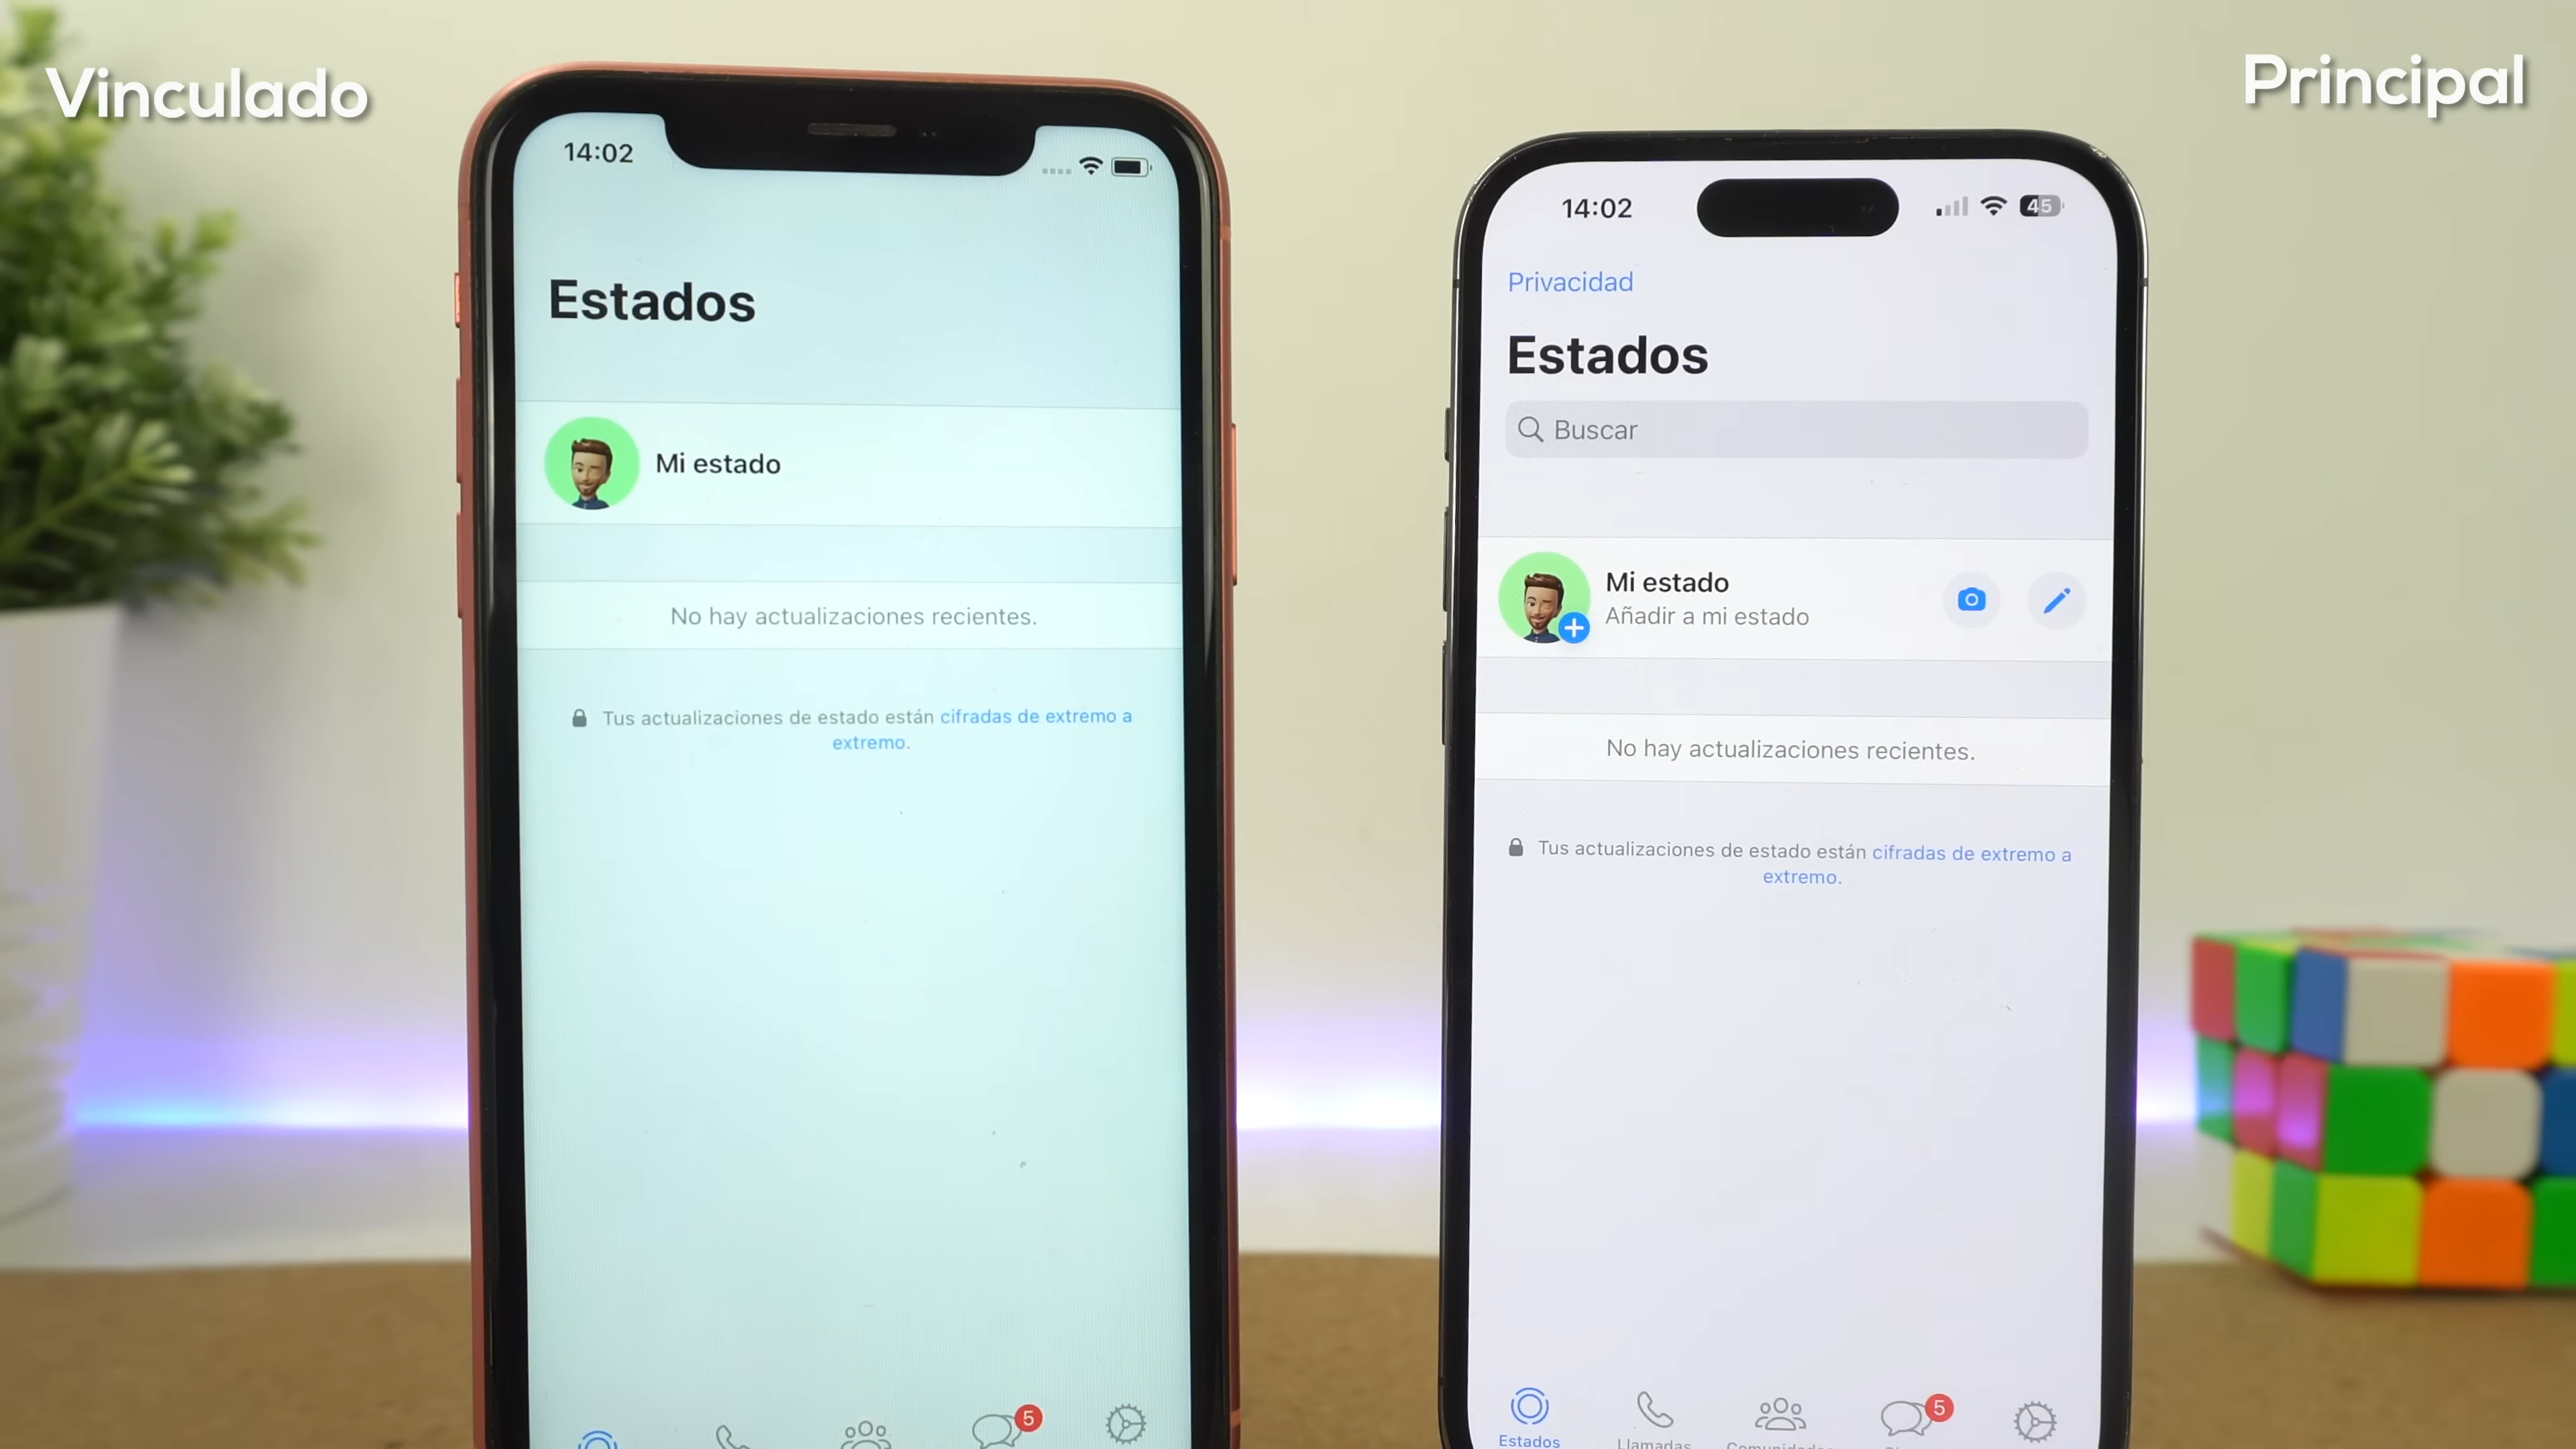 Vinculado
Principal
14:02
Estados
Mi estado
No hay actualizaciones recientes.
Tus actualizaciones de estado están cifradas de extremo a
extremo.
5
14:02
45
Privacidad
Estados
Buscar
Mi estado
Añadir a mi estado
No hay actualizaciones recientes.
Tus actualizaciones de estado están cifradas de extremo a
extremo.
5
Estados
Llamadas